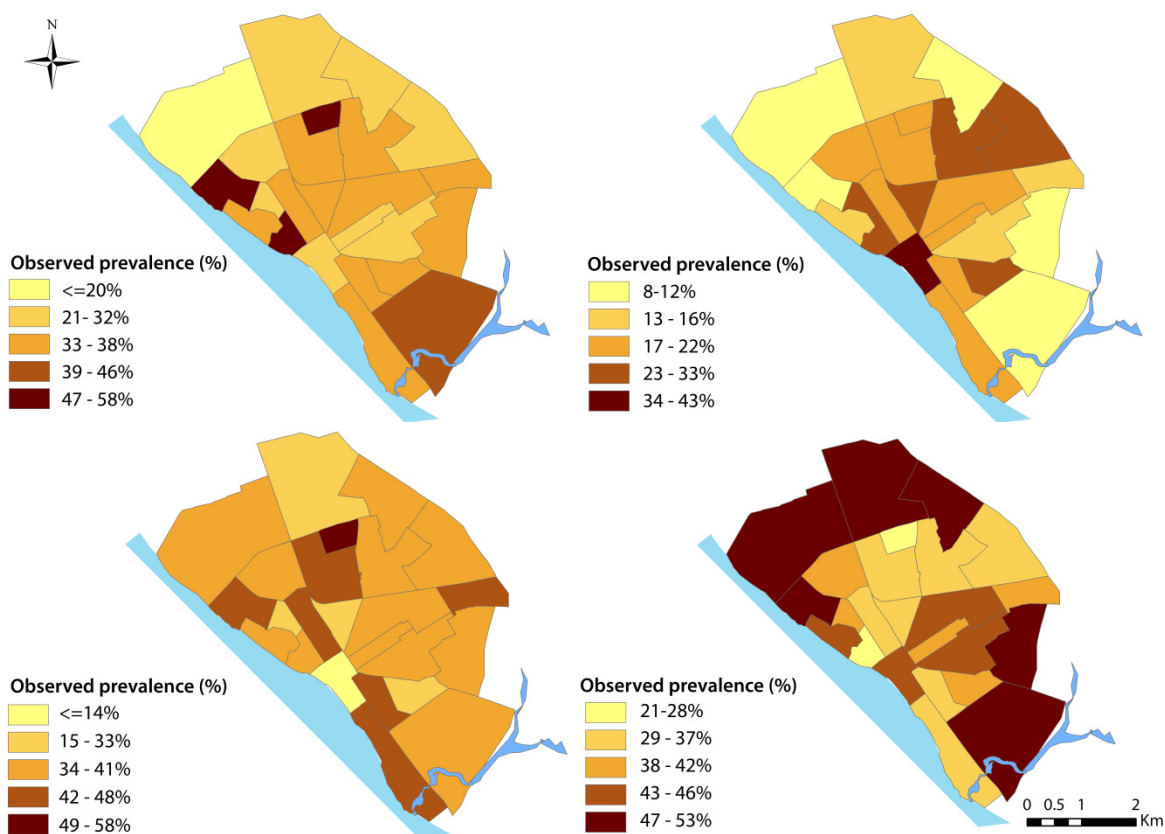 N
Observed prevalence (%)
<=20%
21- 32%
33 - 38%
39 - 46%
47 - 58%
Observed prevalence (%)
8-12%
13 - 16%
17 - 22%
23 - 33%
34 - 43%
Observed prevalence (%)
<=14%
15 - 33%
34 - 41%
42 - 48%
49 - 58%
Observed prevalence (%)
21-28%
29 - 37%
38 - 42%
43 - 46%
47 - 53%
0 0.5 1 2
Km